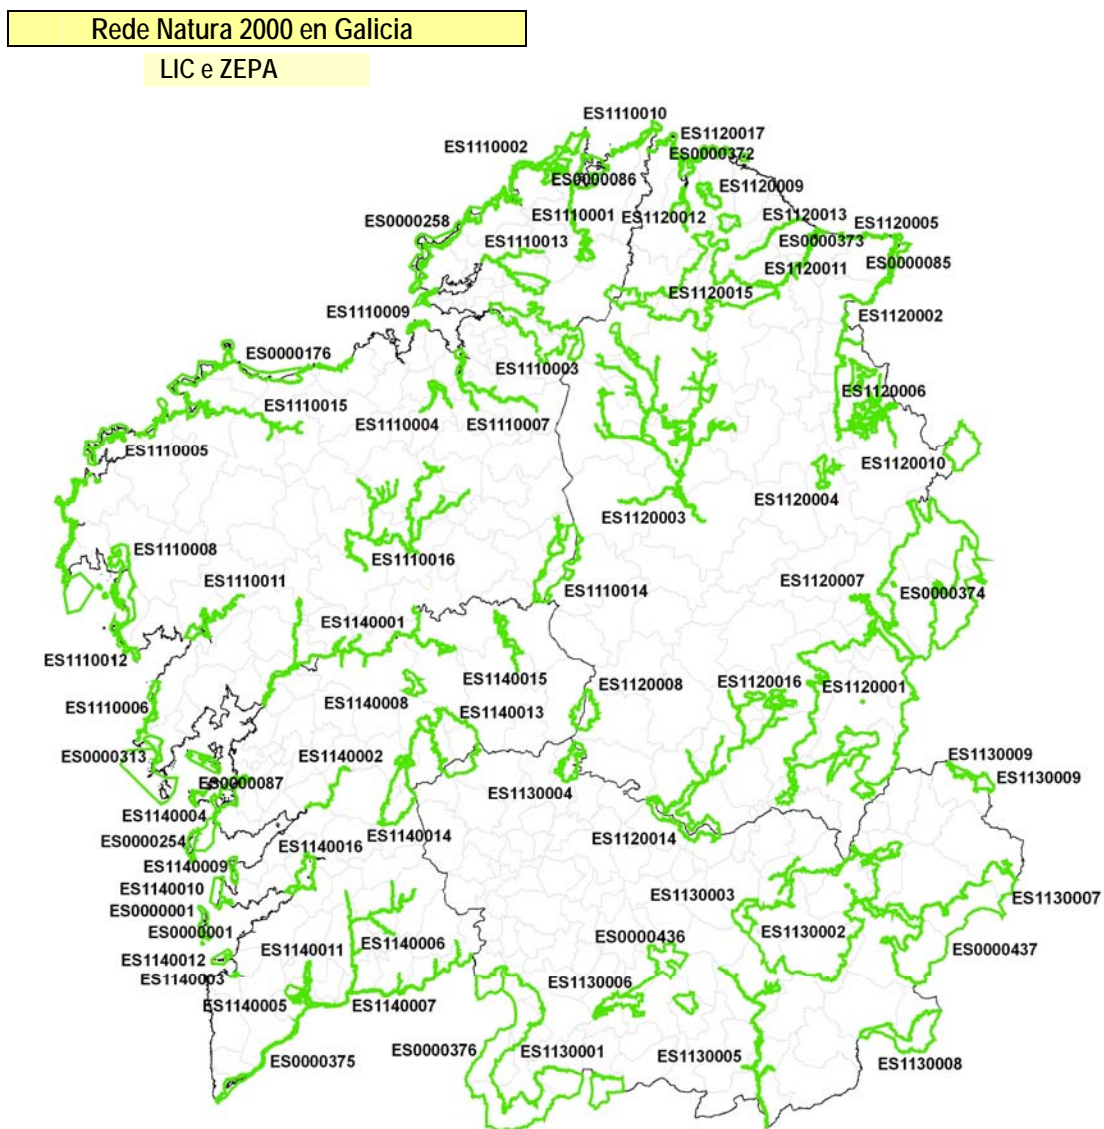 Rede Natura 2000 en Galicia
LIC e ZEPA
ES1110010
ES1120017
ES1110002
ES0000372
ES0000086
ES1120009
ES0000258
ES1110001
ES1120012
ES1120013
ES1120005
ES1110013
ES0000373
ES0000085
ES1120011
ES1120015
ES1110009
ES1120002
ES0000176
ES1110003
ES1120006
ES1110015
ES1110004
ES1110007
ES1110005
ES1120010
ES1120004
ES1120003
ES1110008
ES1110016
ES1110011
ES1120007
ES1110014
ES0000374
ES1140001
ES1110012
ES1140015
ES1120008
ES1120016
ES1120001
ES1140008
ES1110006
ES1140013
ES0000313
ES1140002
ES1130009
ES1130009
ES0000087
ES1130004
ES1140004
ES1140014
ES1120014
ES0000254
ES1140016
ES1140009
ES1140010
ES1130003
ES1130007
ES0000001
ES0000001
ES1130002
ES0000436
ES1140011
ES1140006
ES0000437
ES1140012
ES1140003
ES1130006
ES1140005
ES1140007
ES0000375
ES0000376
ES1130001
ES1130005
ES1130008